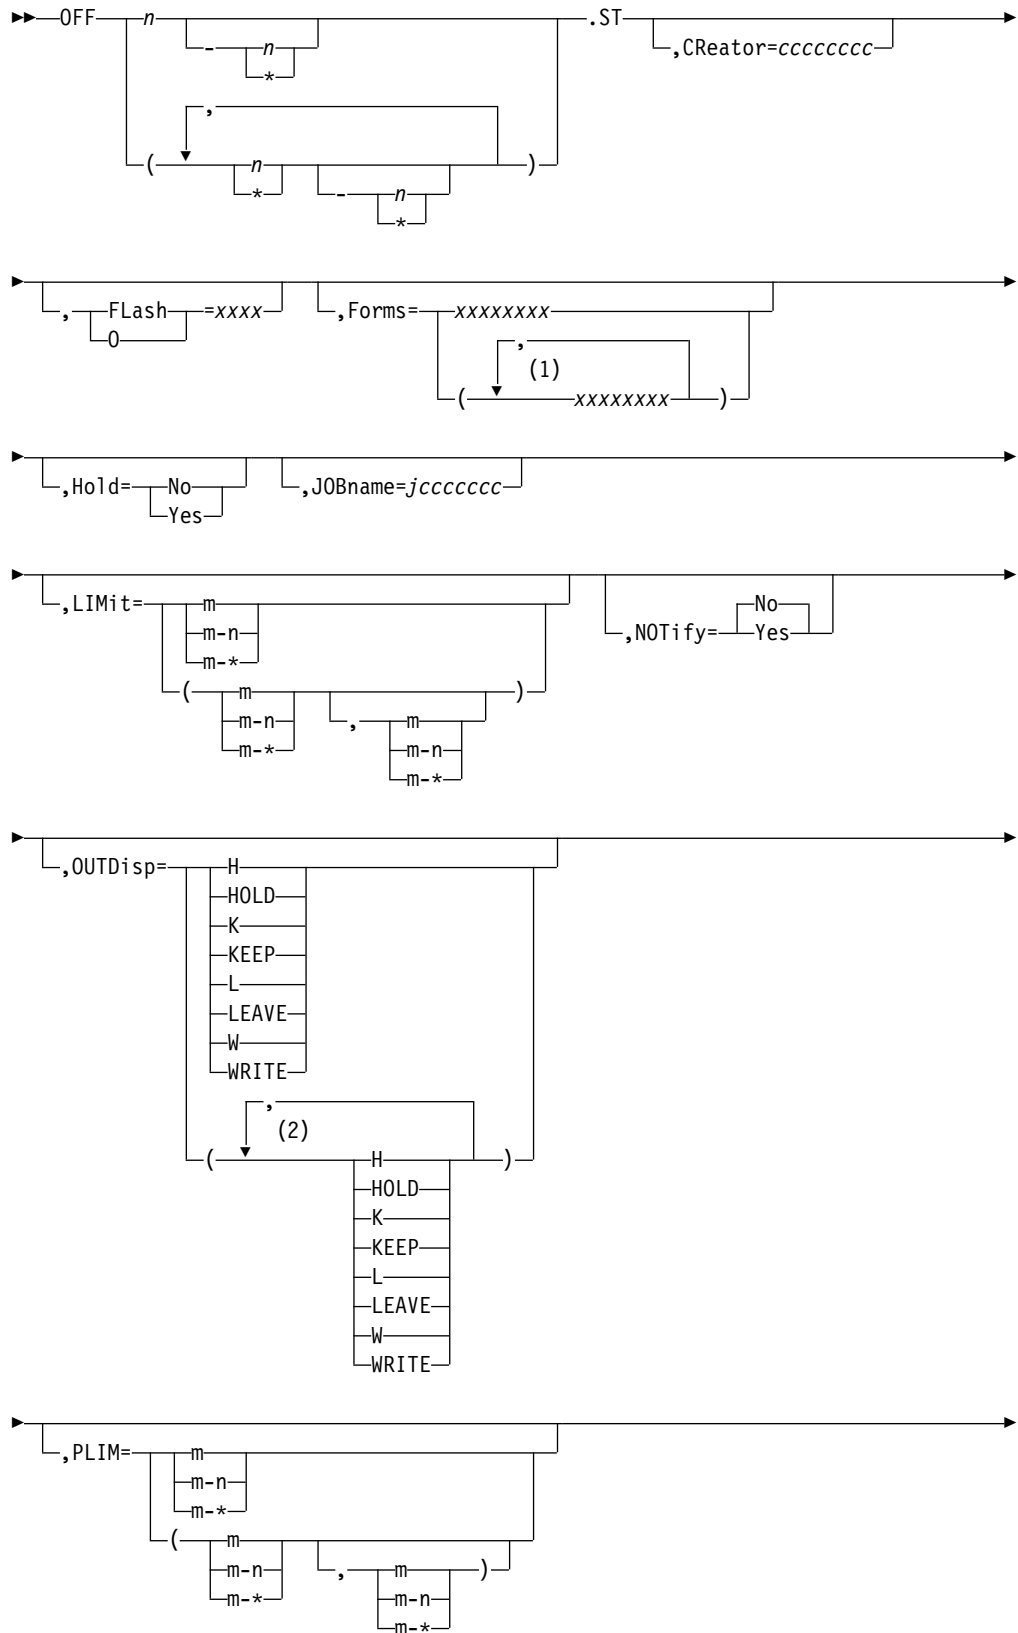 OFF n .ST
- n ,CReator=cccccccc
*
,
( n )
* - n
*
, FLash =xxxx ,Forms= xxxxxxxx
O
,
(1)
( xxxxxxxx )
,Hold= No ,JOBname=jccccccc
Yes
,LIMit= m No
m-n ,NOTify= Yes
m-*
( m )
m-n , m
m-* m-n
m-*
,OUTDisp= H
HOLD
K
KEEP
L
LEAVE
W
WRITE
,
(2)
( H )
HOLD
K
KEEP
L
LEAVE
W
WRITE
,PLIM= m
m-n
m-*
( m
m-n , m )
m-* m-n
m-*